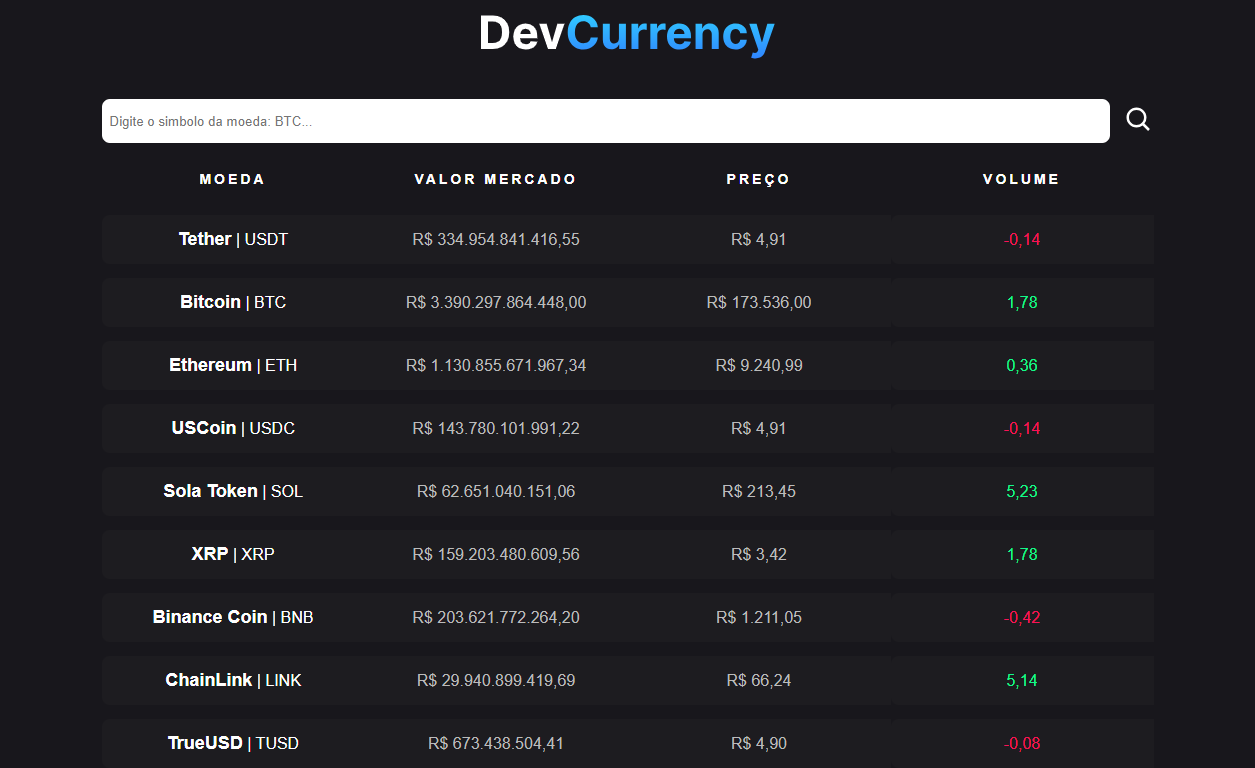 DevCurrency
Digite o simbolo da moeda: BTC...
MOEDA VALOR MERCADO PREÇO VOLUME
Tether | USDT R$ 334.954.841.416,55 R$ 4,91 -0,14
Bitcoin | BTC R$ 3.390.297.864.448,00 R$ 173.536,00 1,78
Ethereum | ETH R$ 1.130.855.671.967,34 R$ 9.240,99 0,36
USCoin | USDC R$ 143.780.101.991,22 R$ 4,91 -0,14
Sola Token | SOL R$ 62.651.040.151,06 R$ 213,45 5,23
XRP | XRP R$ 159.203.480.609,56 R$ 3,42 1,78
Binance Coin | BNB R$ 203.621.772.264,20 R$ 1.211,05 -0,42
ChainLink | LINK R$ 29.940.899.419,69 R$ 66,24 5,14
TrueUSD | TUSD R$ 673.438.504,41 R$ 4,90 -0,08